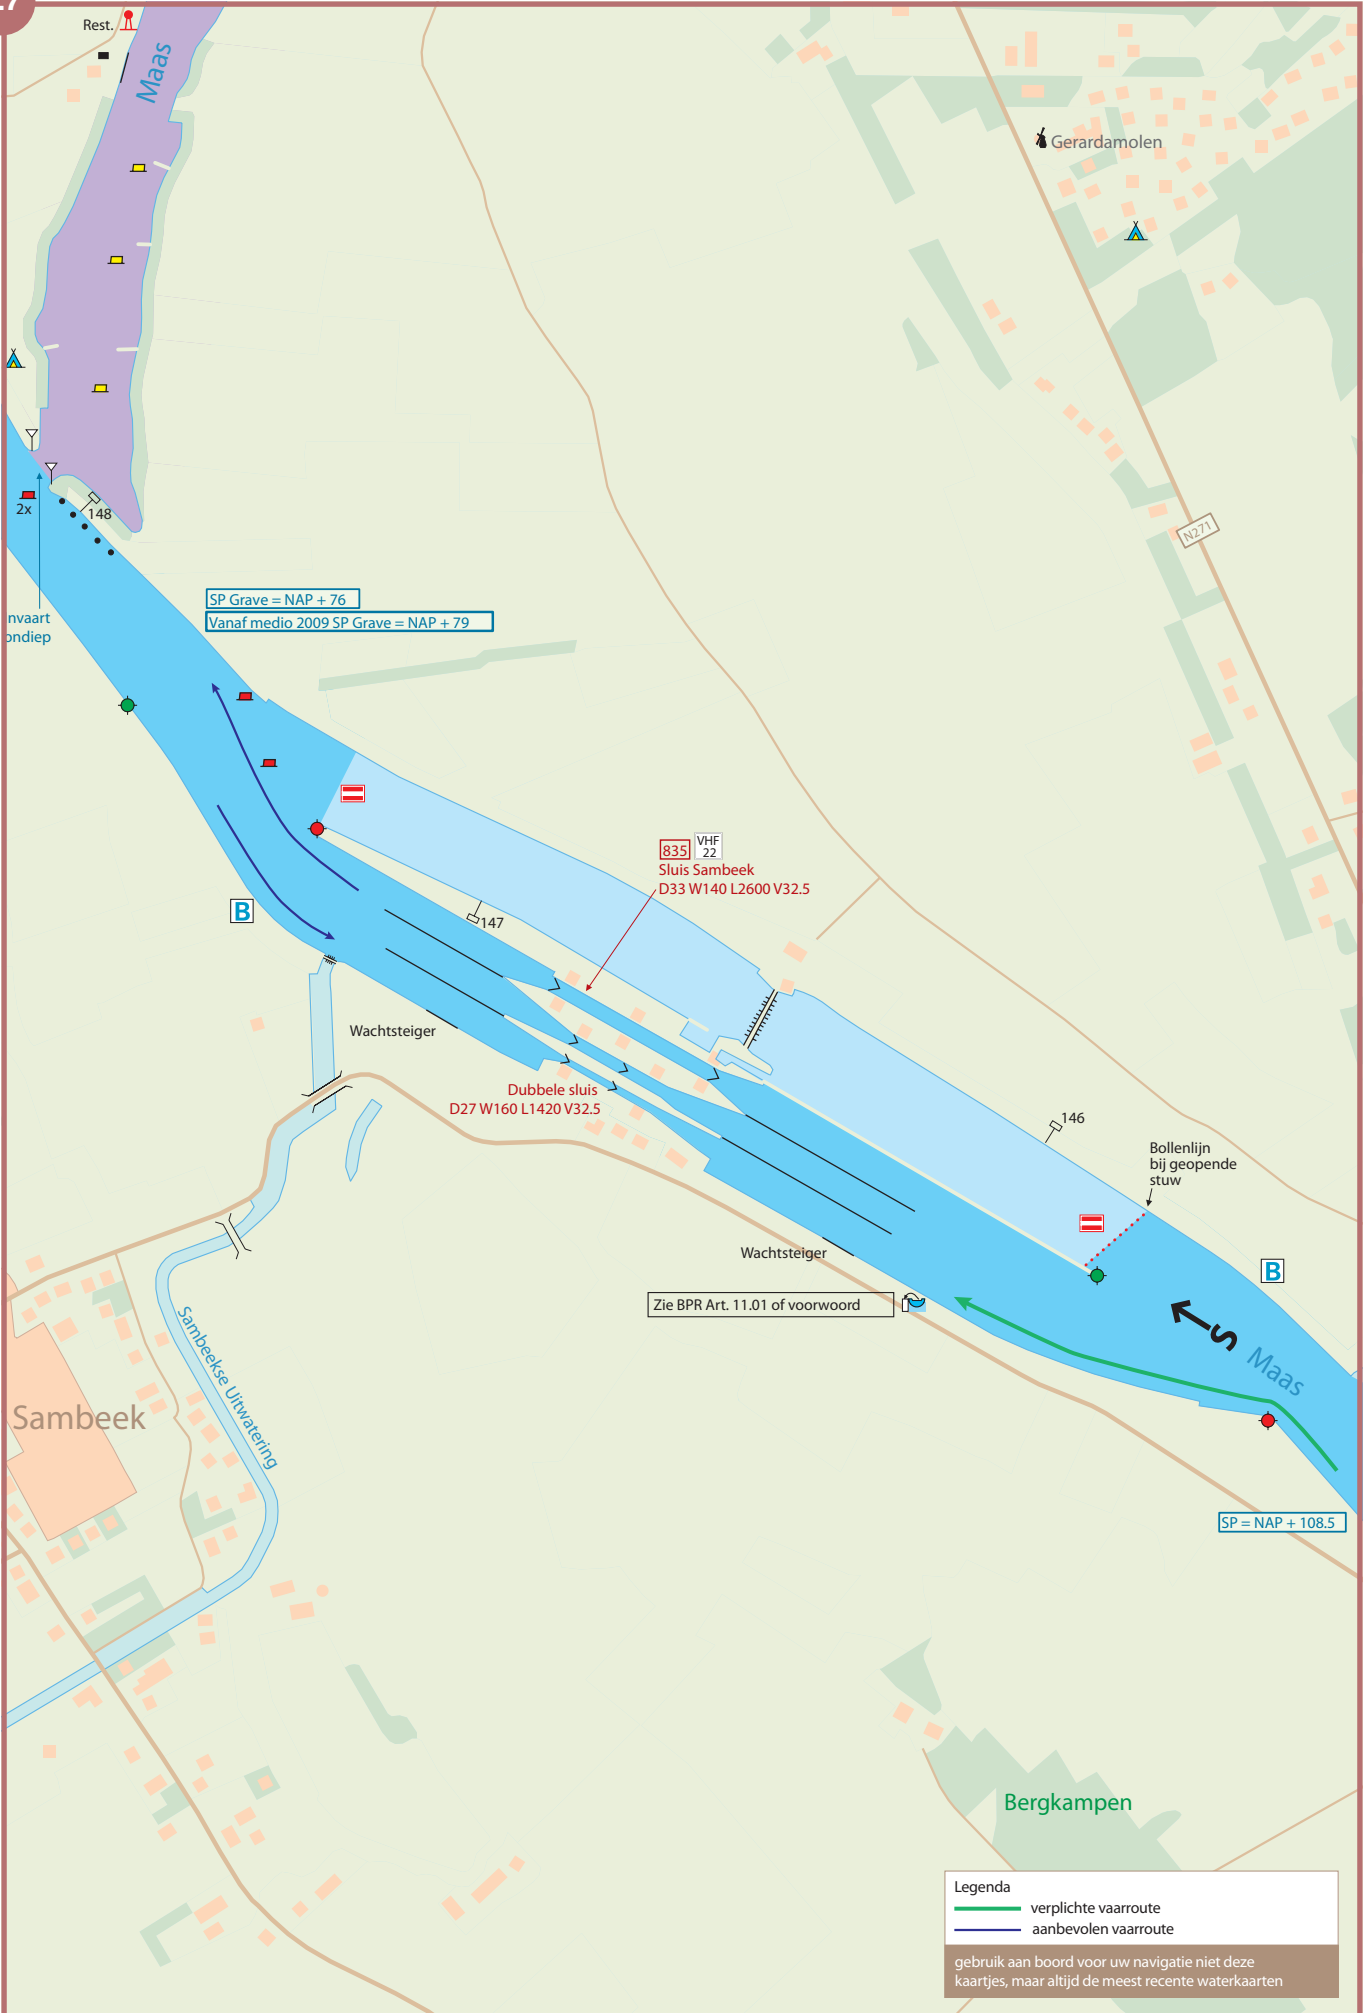 Rest.
Maas
Gerardamolen
2x
148
N271
SP Grave = NAP + 76
Vanaf medio 2009 SP Grave = NAP + 79
nvaart
ondiep
835
VHF
22
Sluis Sambeek
D33 W140 L2600 V32.5
B
147
Wachtsteiger
Dubbele sluis
D27 W160 L1420 V32.5
146
Bollenlijn
bij geopende
stuw
Wachtsteiger
B
Zie BPR Art. 11.01 of voorwoord
S
Maas
Sambeekse Uitwatering
Sambeek
SP = NAP + 108.5
Bergkampen
Legenda
verplichte vaarroute
aanbevolen vaarroute
gebruik aan boord voor uw navigatie niet deze
kaartjes, maar altijd de meest recente waterkaarten